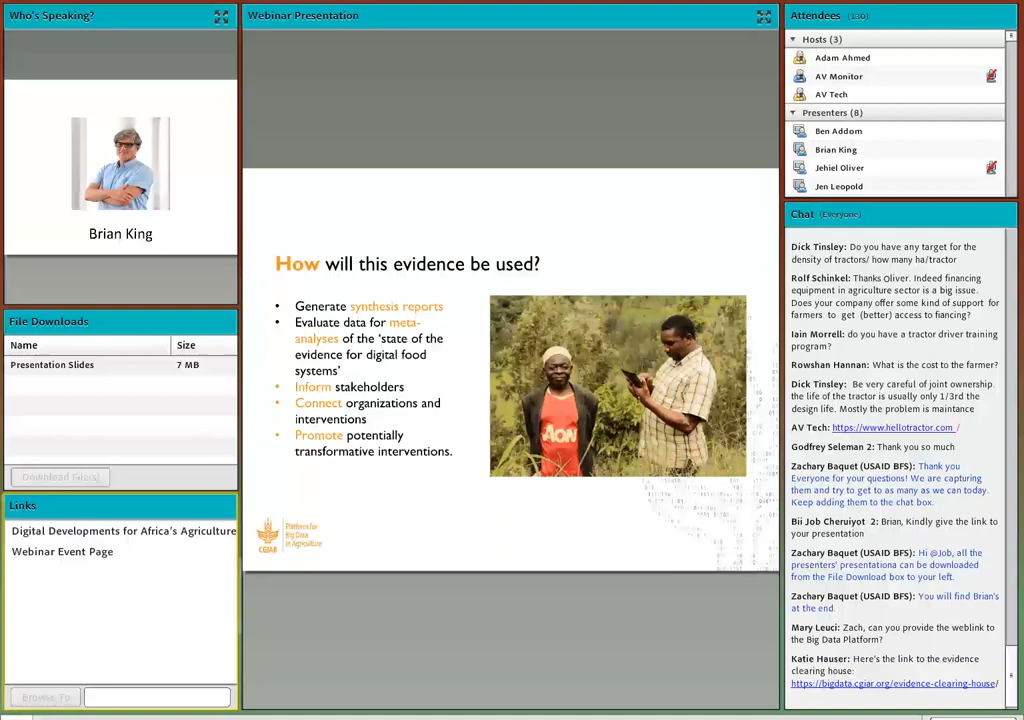 Who's Speaking?
Brian King
File Downloads
Name Size
Presentation Slides 7 MB
Download File(s)
Links
Digital Developments for Africa's Agriculture
Webinar Event Page
Browse To
Webinar Presentation
How will this evidence be used?
• Generate synthesis reports
• Evaluate data for meta-
analyses of the 'state of the
evidence for digital food
systems'
• Inform stakeholders
• Connect organizations and
interventions
• Promote potentially
transformative interventions.
AON
CGIAR
Platform for
Big Data
in Agriculture
Attendees (130)
Hosts (3)
Adam Ahmed
AV Monitor
AV Tech
Presenters (8)
Ben Addom
Brian King
Jehiel Oliver
Jen Leopold
Chat (Everyone)
Dick Tinsley: Do you have any target for the
density of tractors/ how many ha/tractor
Rolf Schinkel: Thanks Oliver. Indeed financing
equipment in agriculture sector is a big issue.
Does your company offer some kind of support for
farmers to get (better) access to fiancing?
Iain Morrell: do you have a tractor driver training
program?
Rowshan Hannan: What is the cost to the farmer?
Dick Tinsley: Be very careful of joint ownership.
the life of the tractor is usually only 1/3rd the
design life. Mostly the problem is maintance
AV Tech: https://www.hellotractor.com /
Godfrey Seleman 2: Thank you so much
Zachary Baquet (USAID BFS): Thank you
Everyone for your questions! We are capturing
them and try to get to as many as we can today.
Keep adding them to the chat box.
Bii Job Cheruiyot 2: Brian, Kindly give the link to
your presentation
Zachary Baquet (USAID BFS): Hi @Job, all the
presenters' presentationa can be downloaded
from the File Download box to your left.
Zachary Baquet (USAID BFS): You will find Brian's
at the end.
Mary Leuci: Zach, can you provide the weblink to
the Big Data Platform?
Katie Hauser: Here's the link to the evidence
clearing house:
https://bigdata.cgiar.org/evidence-clearing-house/